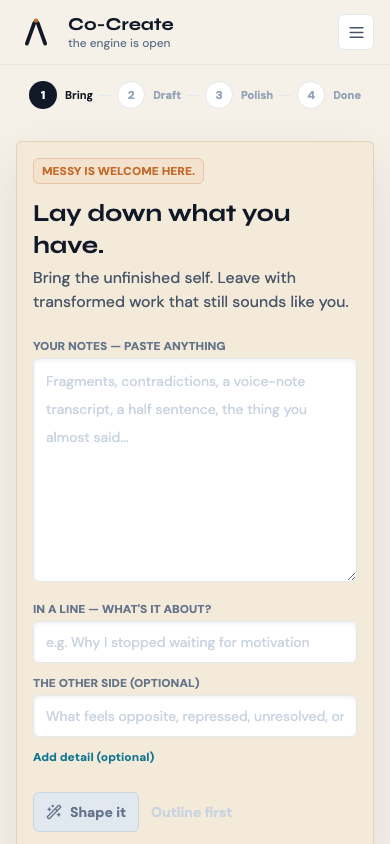 Co-Create
the engine is open
1 Bring 2 Draft 3 Polish 4 Done
MESSY IS WELCOME HERE.
Lay down what you
have.
Bring the unfinished self. Leave with
transformed work that still sounds like you.
YOUR NOTES — PASTE ANYTHING
Fragments, contradictions, a voice-note
transcript, a half sentence, the thing you
almost said...
IN A LINE — WHAT'S IT ABOUT?
e.g. Why I stopped waiting for motivation
THE OTHER SIDE (OPTIONAL)
What feels opposite, repressed, unresolved, or
Add detail (optional)
Shape it Outline first